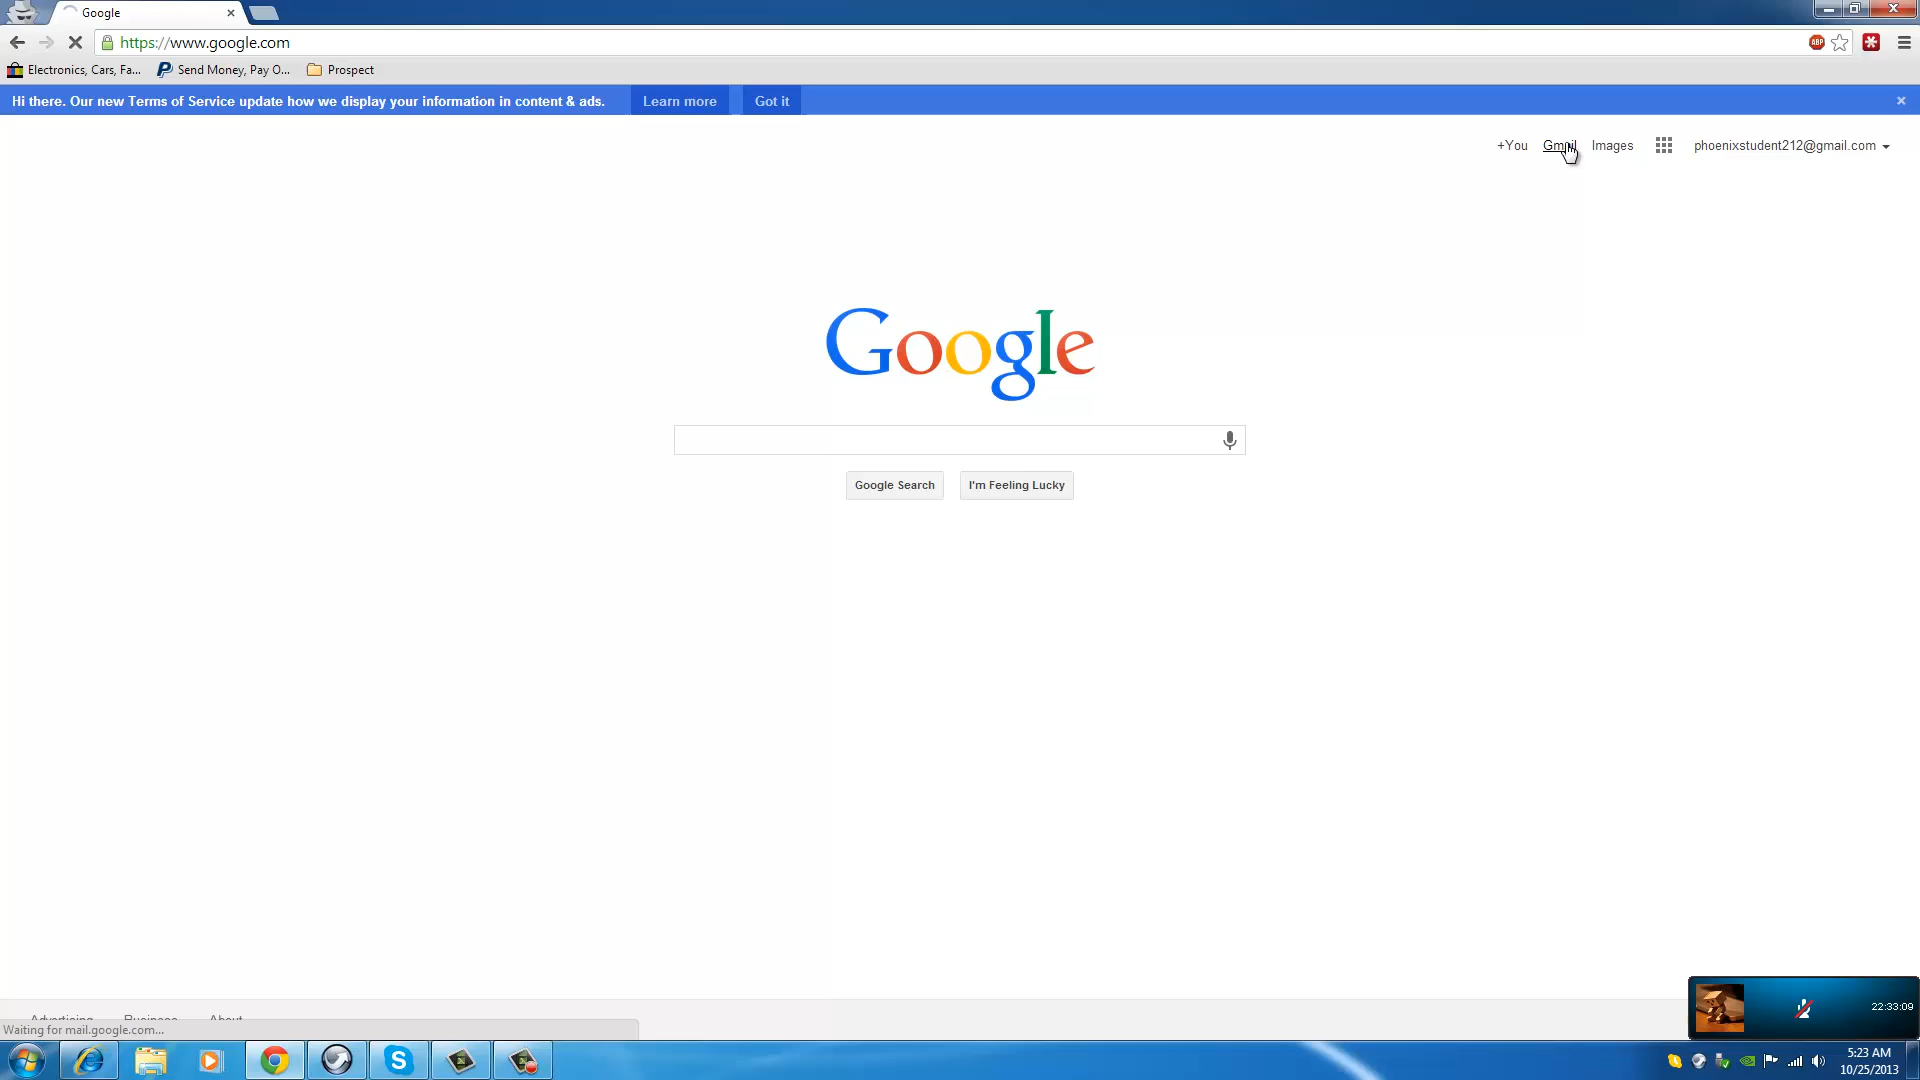 Google
https://www.google.com
Electronics, Cars, Fa... Send Money, Pay O... Prospect
Hi there. Our new Terms of Service update how we display your information in content & ads. Learn more Got it
+You Gmail Images phoenixstudent212@gmail.com
Google
Google Search I'm Feeling Lucky
Advertising Business About
Waiting for mail.google.com...
22:33:09
5:23 AM
10/25/2013